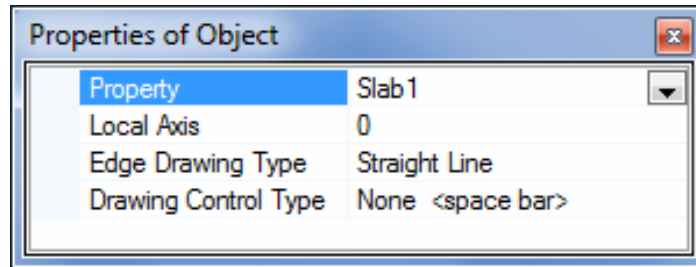 Properties of Object
Property Slab1
Local Axis 0
Edge Drawing Type Straight Line
Drawing Control Type None <space bar>